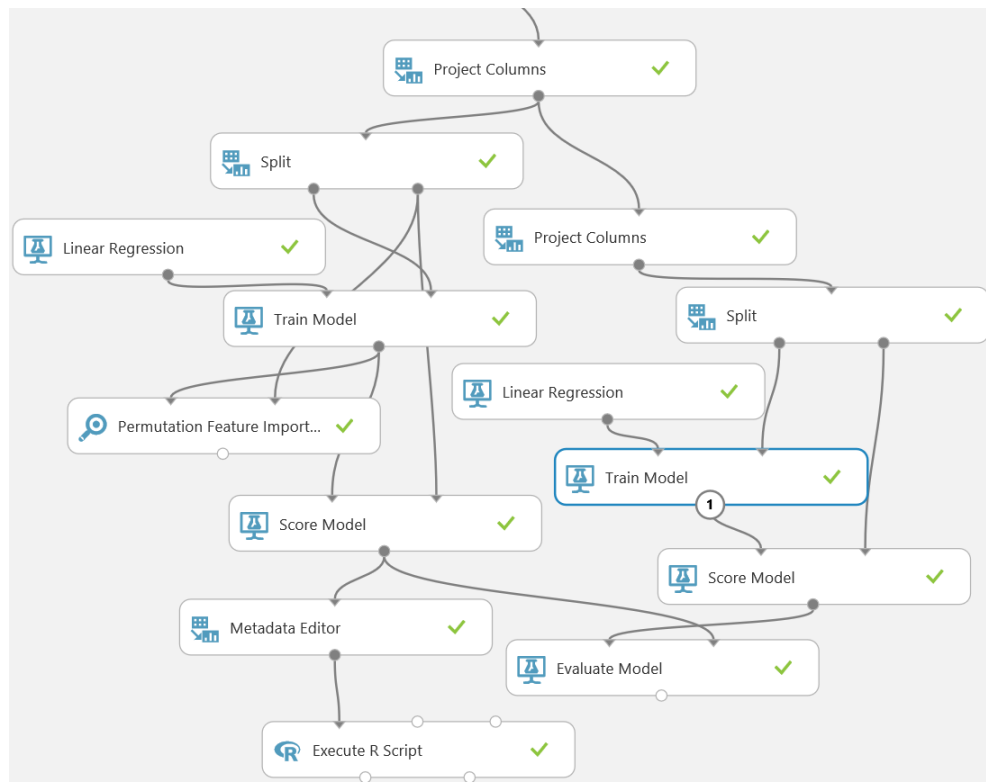 Project Columns
Split
Project Columns
Linear Regression
Train Model
Split
Linear Regression
Permutation Feature Import...
Train Model
1
Score Model
Score Model
Metadata Editor
Evaluate Model
R
Execute R Script